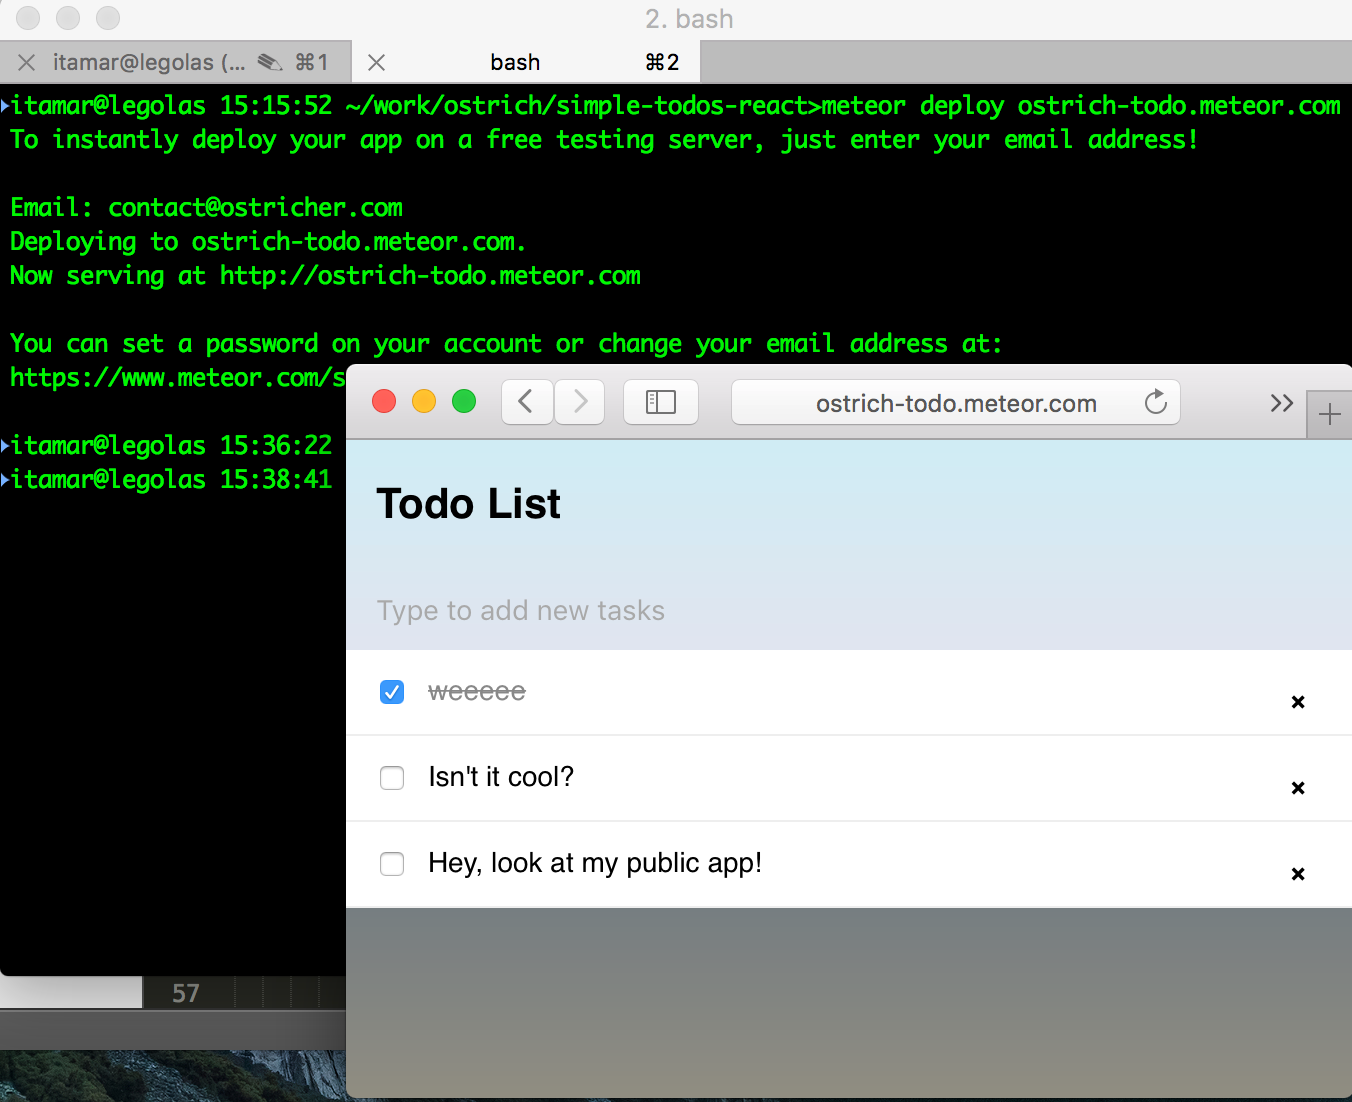 2. bash
itamar@legolas (... ⌘1
bash ⌘2
itamar@legolas 15:15:52 ~/work/ostrich/simple-todos-react>meteor deploy ostrich-todo.meteor.com
To instantly deploy your app on a free testing server, just enter your email address!
Email: contact@ostricher.com
Deploying to ostrich-todo.meteor.com.
Now serving at http://ostrich-todo.meteor.com
You can set a password on your account or change your email address at:
https://www.meteor.com/s
itamar@legolas 15:36:22
itamar@legolas 15:38:41
ostrich-todo.meteor.com
Todo List
Type to add new tasks
weeeee
Isn't it cool?
Hey, look at my public app!
57